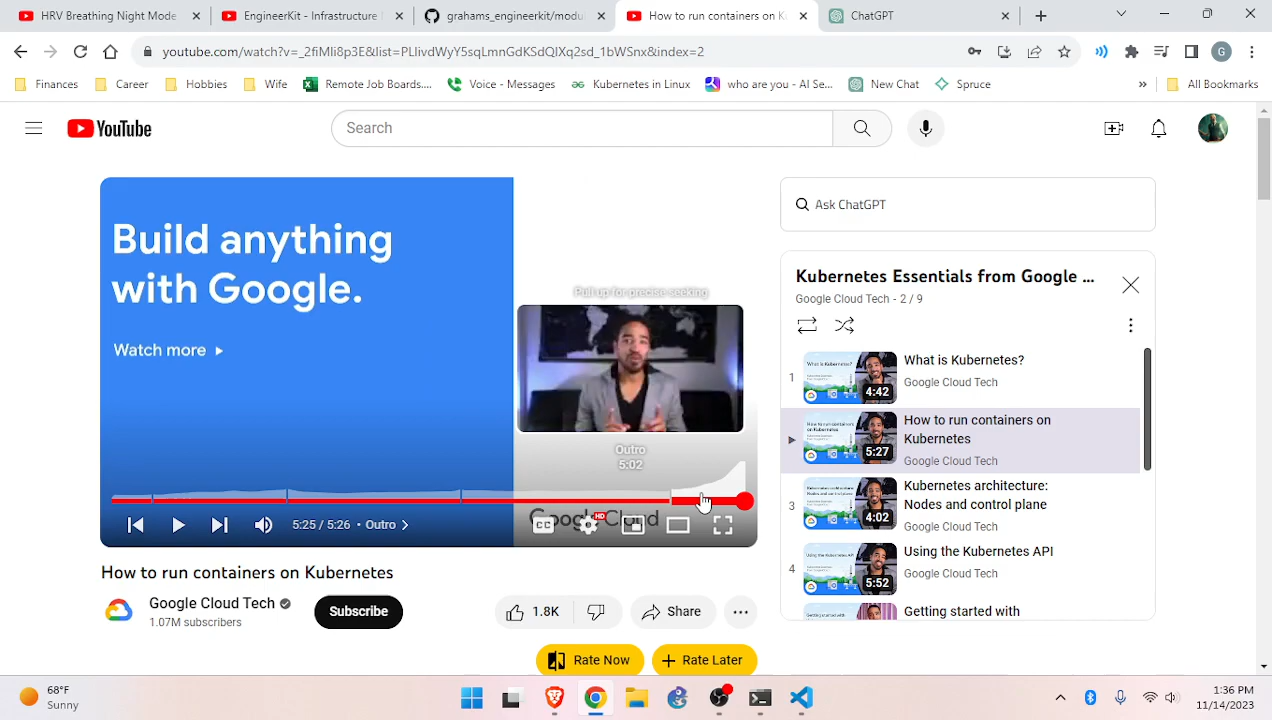 HRV Breathing Night Mode
EngineerKit - Infrastructure
grahams_engineerkit/modu
How to run containers on K
ChatGPT
youtube.com/watch?v=_2fiMli8p3E&list=PLIivdWyY5sqLmnGdKSdQIXq2sd_1bWSnx&index=2
G
Finances
Career
Hobbies
Wife
Remote Job Boards....
Voice - Messages
Kubernetes in Linux
who are you - AI Se...
New Chat
Spruce
»
All Bookmarks
YouTube
Search
Build anything
with Google.
Watch more
Pull up for precise seeking
Outro
5:02
5:25 / 5:26 • Outro
CC
HD
Google Cloud
Ask ChatGPT
Kubernetes Essentials from Google ...
Google Cloud Tech - 2 / 9
1
4:42
What is Kubernetes?
Google Cloud Tech
5:27
How to run containers on
Kubernetes
Google Cloud Tech
3
4:02
Kubernetes architecture:
Nodes and control plane
Google Cloud Tech
4
5:52
Using the Kubernetes API
Google Cloud Tech
Getting started with
How to run containers on Kubernetes
Google Cloud Tech
1.07M subscribers
Subscribe
1.8K
Share
Rate Now
Rate Later
68°F
Sunny
1:36 PM
11/14/2023